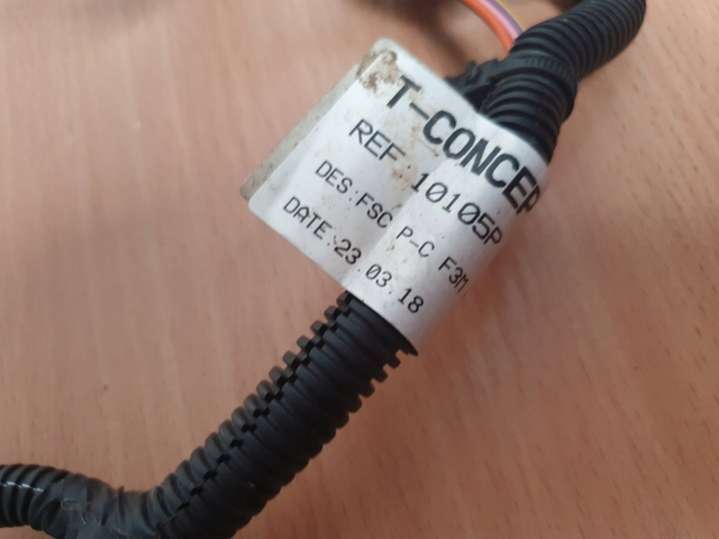 T-CONCEP
REF:10105P
DES:FSC P-C F3M
DATE:23.03.18